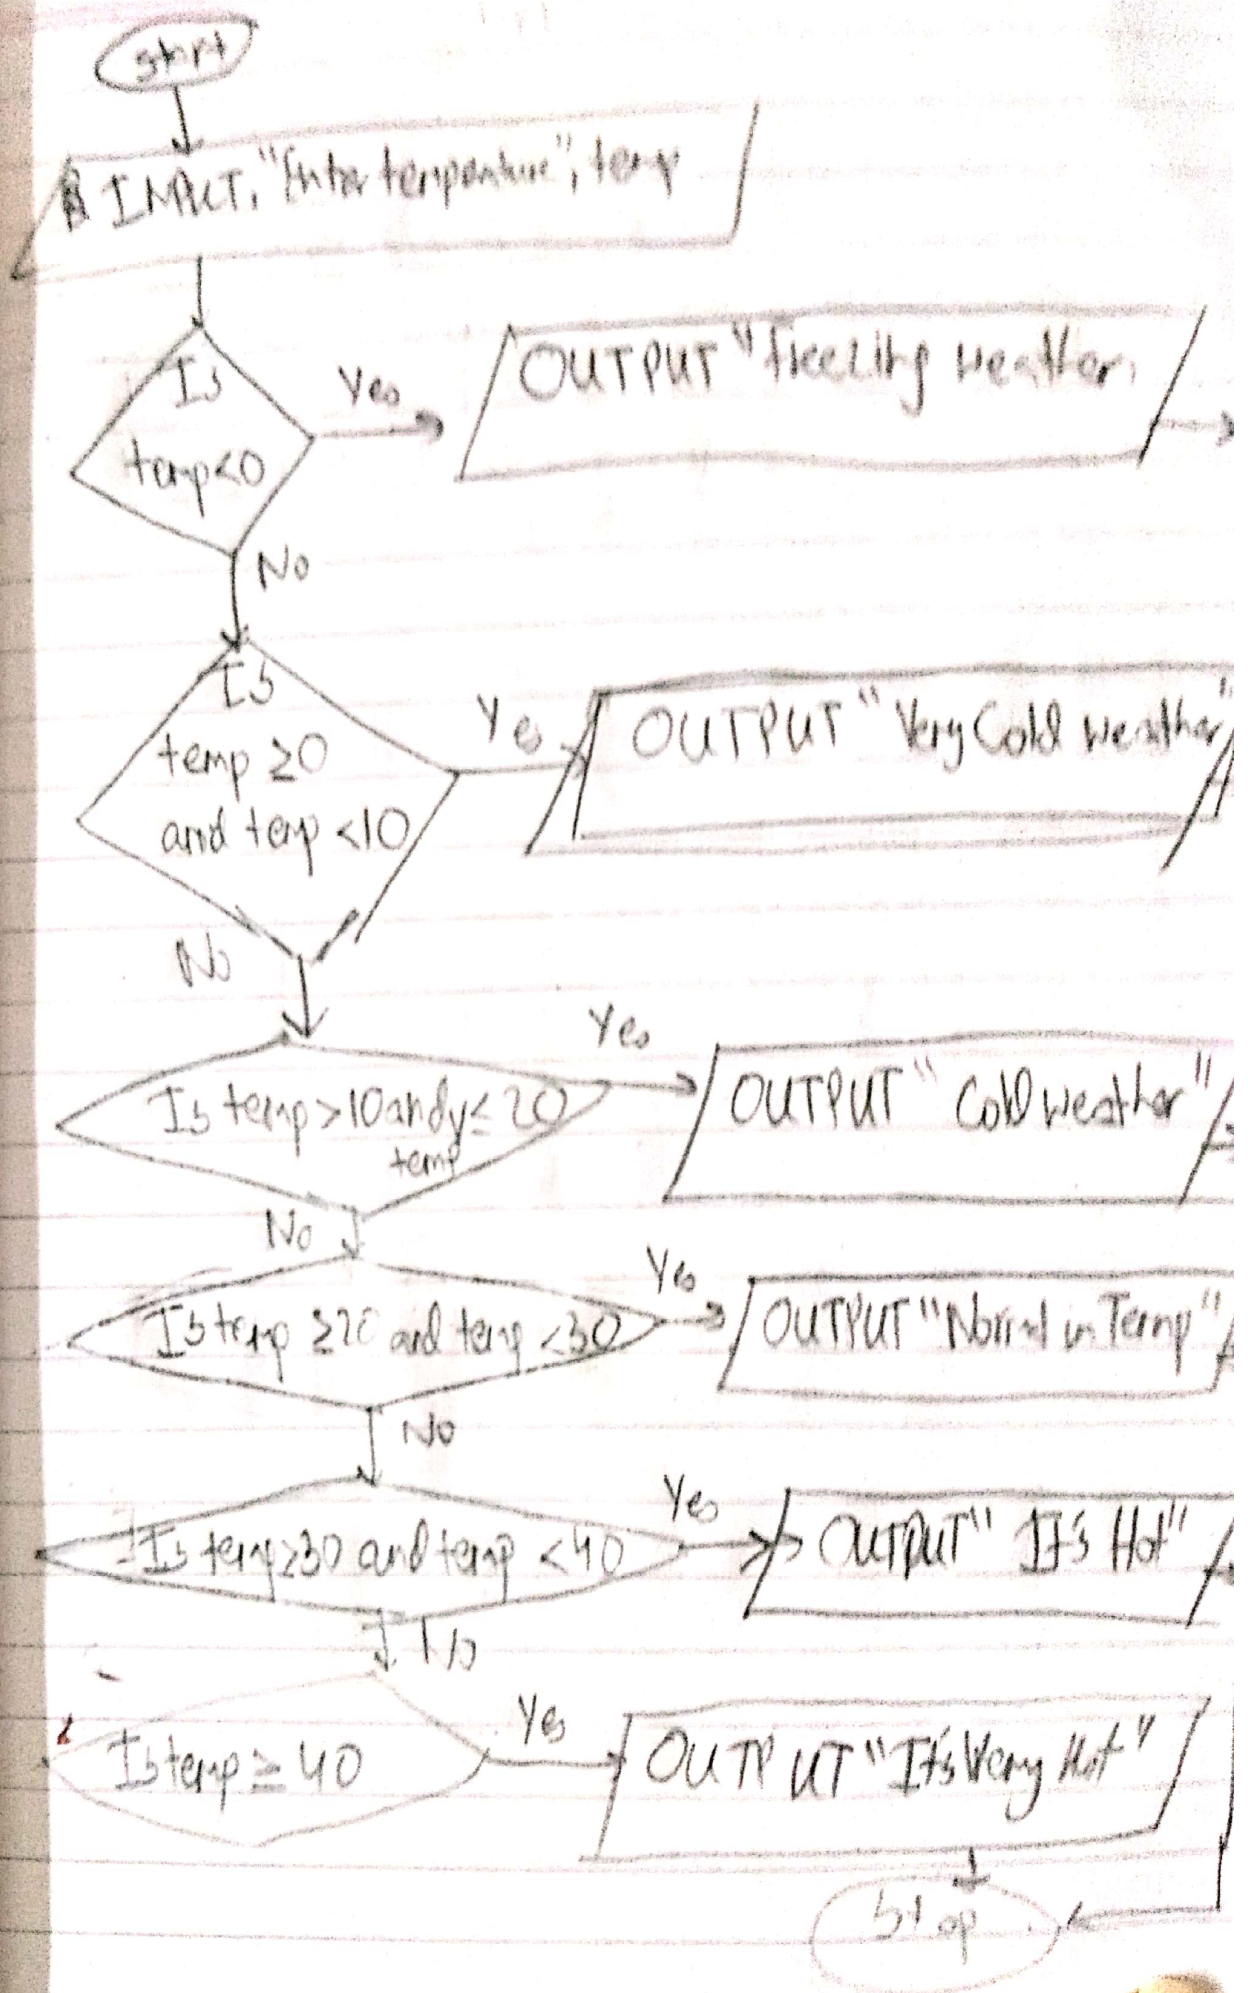 start
INPUT, "Enter temperature", temp
Is
temp<0
Yes
OUTPUT "Freezing weather
No
Is
temp ≥0
and temp <10
Yes
OUTPUT "Very Cold weather"
No
Is temp >10 and y ≤ 20
temp
Yes
OUTPUT " Cold weather"
No
Is temp ≥20 and temp <30
Yes
OUTPUT "Normal in Temp"
No
Is temp ≥30 and temp <40
Yes
OUTPUT " It's Hot"
No
Is temp ≥ 40
Yes
OUTPUT "It's Very Hot"
Stop